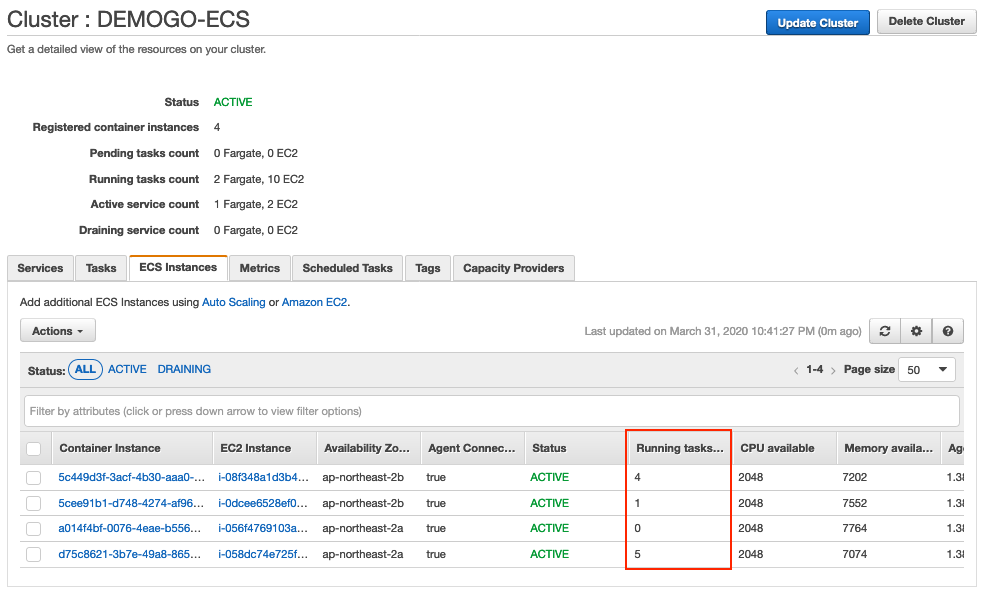 Cluster : DEMOGO-ECS
Update Cluster Delete Cluster
Get a detailed view of the resources on your cluster.
Status ACTIVE
Registered container instances 4
Pending tasks count 0 Fargate, 0 EC2
Running tasks count 2 Fargate, 10 EC2
Active service count 1 Fargate, 2 EC2
Draining service count 0 Fargate, 0 EC2
Services Tasks ECS Instances Metrics Scheduled Tasks Tags Capacity Providers
Add additional ECS Instances using Auto Scaling or Amazon EC2.
Actions Last updated on March 31, 2020 10:41:27 PM (0m ago)
Status: ALL ACTIVE DRAINING 1-4 Page size 50
Filter by attributes (click or press down arrow to view filter options)
Container Instance EC2 Instance Availability Zo... Agent Connec... Status Running tasks... CPU available Memory availa... Ag
5c449d3f-3acf-4b30-aaa0-... i-08f348a1d3b4... ap-northeast-2b true ACTIVE 4 2048 7202 1.38
5cee91b1-d748-4274-af96... i-0dcee6528ef0... ap-northeast-2b true ACTIVE 1 2048 7552 1.38
a014f4bf-0076-4eae-b556... i-056f4769103a... ap-northeast-2a true ACTIVE 0 2048 7764 1.38
d75c8621-3b7e-49a8-865... i-058dc74e725f... ap-northeast-2a true ACTIVE 5 2048 7074 1.38